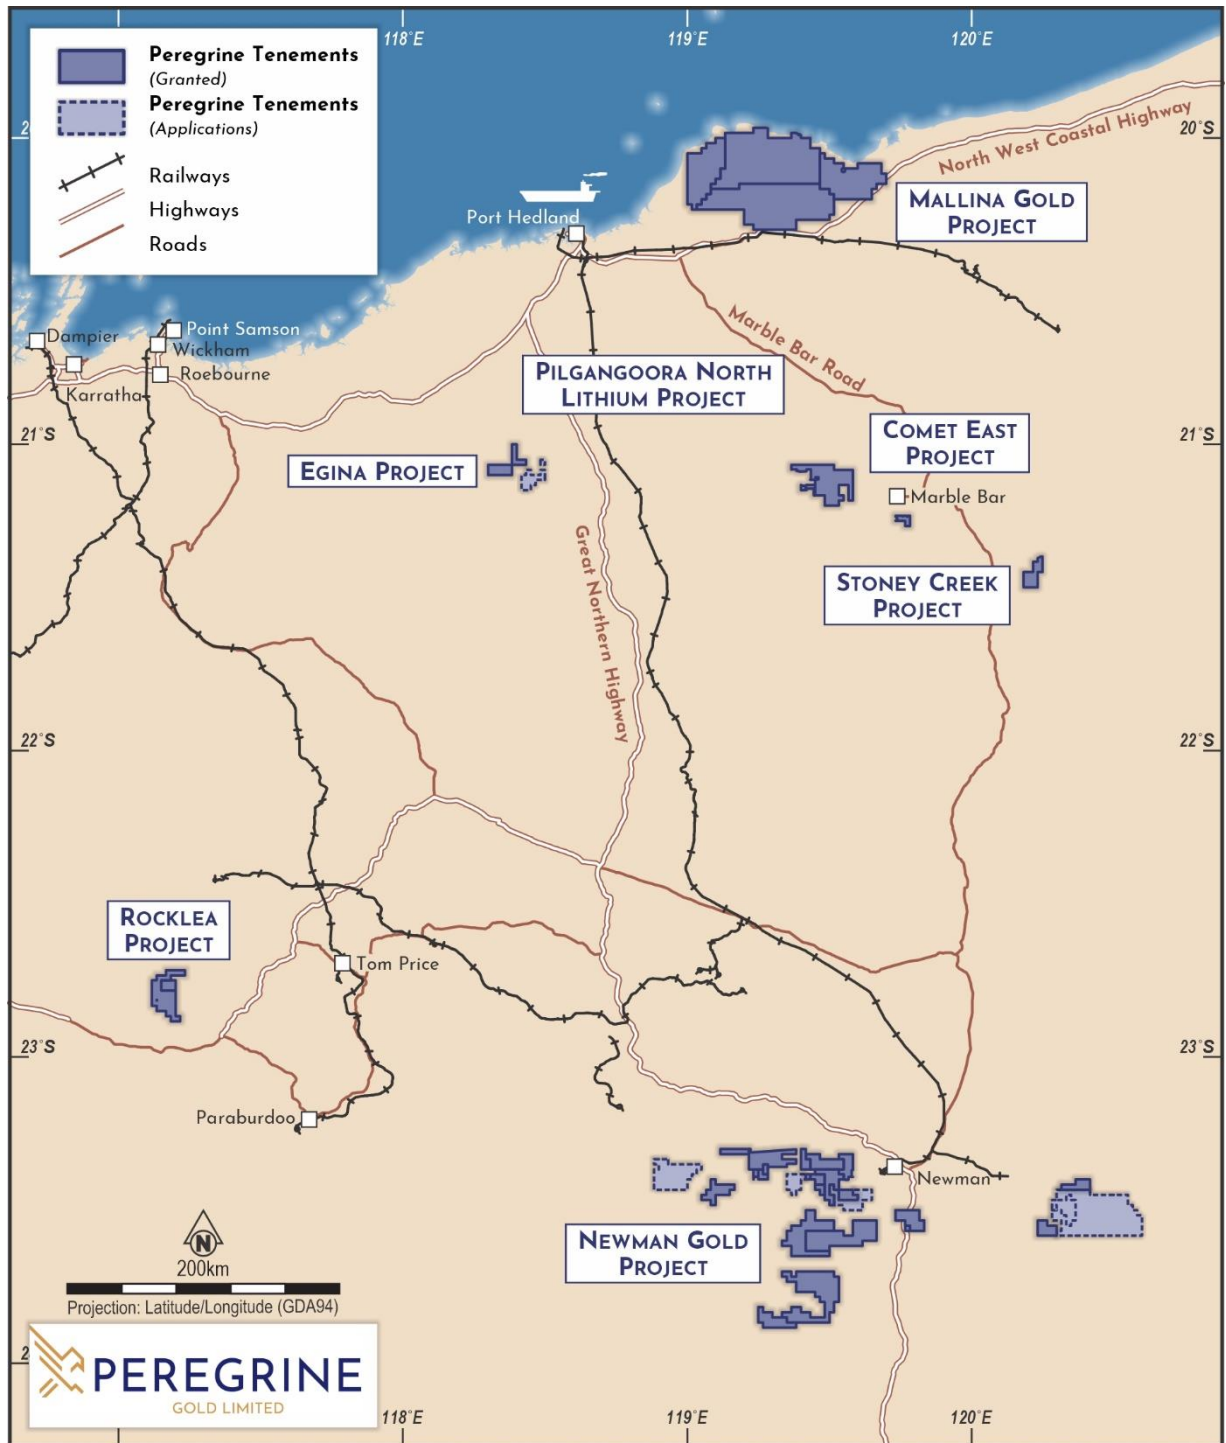 118°E
119°E
120°E
Peregrine Tenements
(Granted)
Peregrine Tenements
(Applications)
Railways
Highways
Roads
20°S
North West Coastal Highway
MALLINA GOLD
PROJECT
Port Hedland
Dampier
Point Samson
Wickham
Roebourne
Karratha
Marble Bar Road
PILGANGOORA NORTH
LITHIUM PROJECT
COMET EAST
PROJECT
21°S
21°S
EGINA PROJECT
Marble Bar
Great Northern Highway
STONEY CREEK
PROJECT
22°S
22°S
ROCKLEA
PROJECT
Tom Price
23°S
23°S
Paraburdoo
Newman
NEWMAN GOLD
PROJECT
N
200km
Projection: Latitude/Longitude (GDA94)
PEREGRINE
GOLD LIMITED
118°E
119°E
120°E